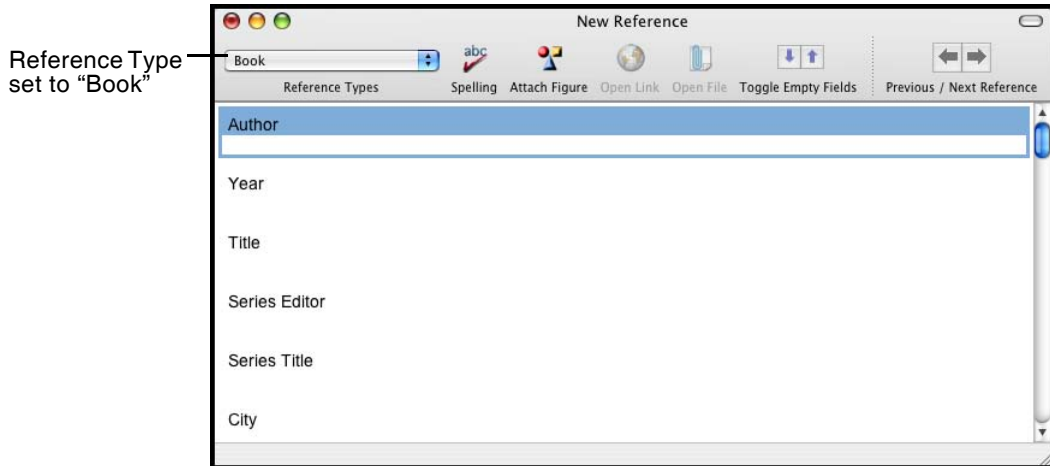 New Reference
Reference Type
set to “Book”
Book
abc
Reference Types
Spelling
Attach Figure
Open Link
Open File
Toggle Empty Fields
Previous / Next Reference
Author
Year
Title
Series Editor
Series Title
City